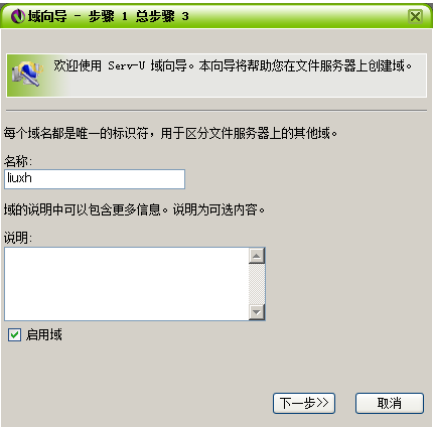 域向导 - 步骤 1 总步骤 3
欢迎使用 Serv-U 域向导。本向导将帮助您在文件服务器上创建域。
每个域名都是唯一的标识符，用于区分文件服务器上的其他域。
名称:
liuxh
域的说明中可以包含更多信息。说明为可选内容。
说明:
启用域
下一步>>
取消